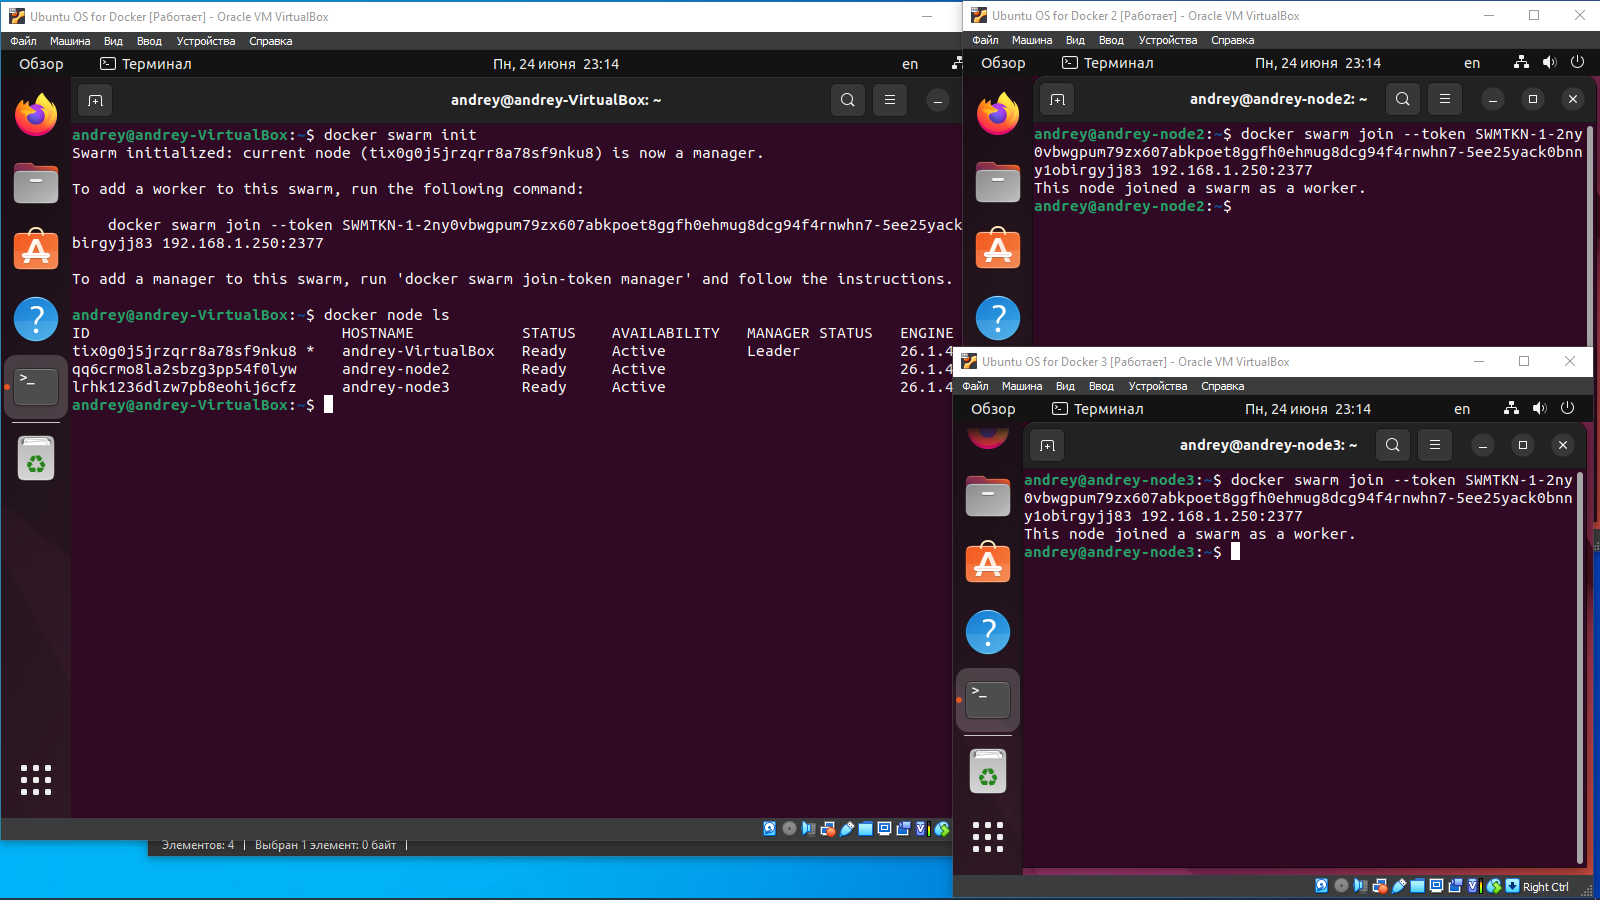 Ubuntu OS for Docker [Работает] - Oracle VM VirtualBox
Файл Машина Вид Ввод Устройства Справка
Обзор Терминал Пн, 24 июня 23:14 en
andrey@andrey-VirtualBox: ~
andrey@andrey-VirtualBox:~$ docker swarm init
Swarm initialized: current node (tix0g0j5jrzqrr8a78sf9nku8) is now a manager.
To add a worker to this swarm, run the following command:
docker swarm join --token SWMTKN-1-2ny0vbwgpum79zx607abkpoet8ggfh0ehmug8dcg94f4rnwhn7-5ee25yack
birgyjj83 192.168.1.250:2377
To add a manager to this swarm, run 'docker swarm join-token manager' and follow the instructions.
andrey@andrey-VirtualBox:~$ docker node ls
ID HOSTNAME STATUS AVAILABILITY MANAGER STATUS ENGINE
tix0g0j5jrzqrr8a78sf9nku8 * andrey-VirtualBox Ready Active Leader 26.1.4
qq6crmo8la2sbzg3pp54f0lyw andrey-node2 Ready Active 26.1.4
lrhk1236dlzw7pb8eohij6cfz andrey-node3 Ready Active 26.1.4
andrey@andrey-VirtualBox:~$
Элементов: 4 | Выбран 1 элемент: 0 байт |
Ubuntu OS for Docker 2 [Работает] - Oracle VM VirtualBox
Файл Машина Вид Ввод Устройства Справка
Обзор Терминал Пн, 24 июня 23:14 en
andrey@andrey-node2: ~
andrey@andrey-node2:~$ docker swarm join --token SWMTKN-1-2ny
0vbwgpum79zx607abkpoet8ggfh0ehmug8dcg94f4rnwhn7-5ee25yack0bnn
y1obirgyjj83 192.168.1.250:2377
This node joined a swarm as a worker.
andrey@andrey-node2:~$
Ubuntu OS for Docker 3 [Работает] - Oracle VM VirtualBox
Файл Машина Вид Ввод Устройства Справка
Обзор Терминал Пн, 24 июня 23:14 en
andrey@andrey-node3: ~
andrey@andrey-node3:~$ docker swarm join --token SWMTKN-1-2ny
0vbwgpum79zx607abkpoet8ggfh0ehmug8dcg94f4rnwhn7-5ee25yack0bnn
y1obirgyjj83 192.168.1.250:2377
This node joined a swarm as a worker.
andrey@andrey-node3:~$
Right Ctrl